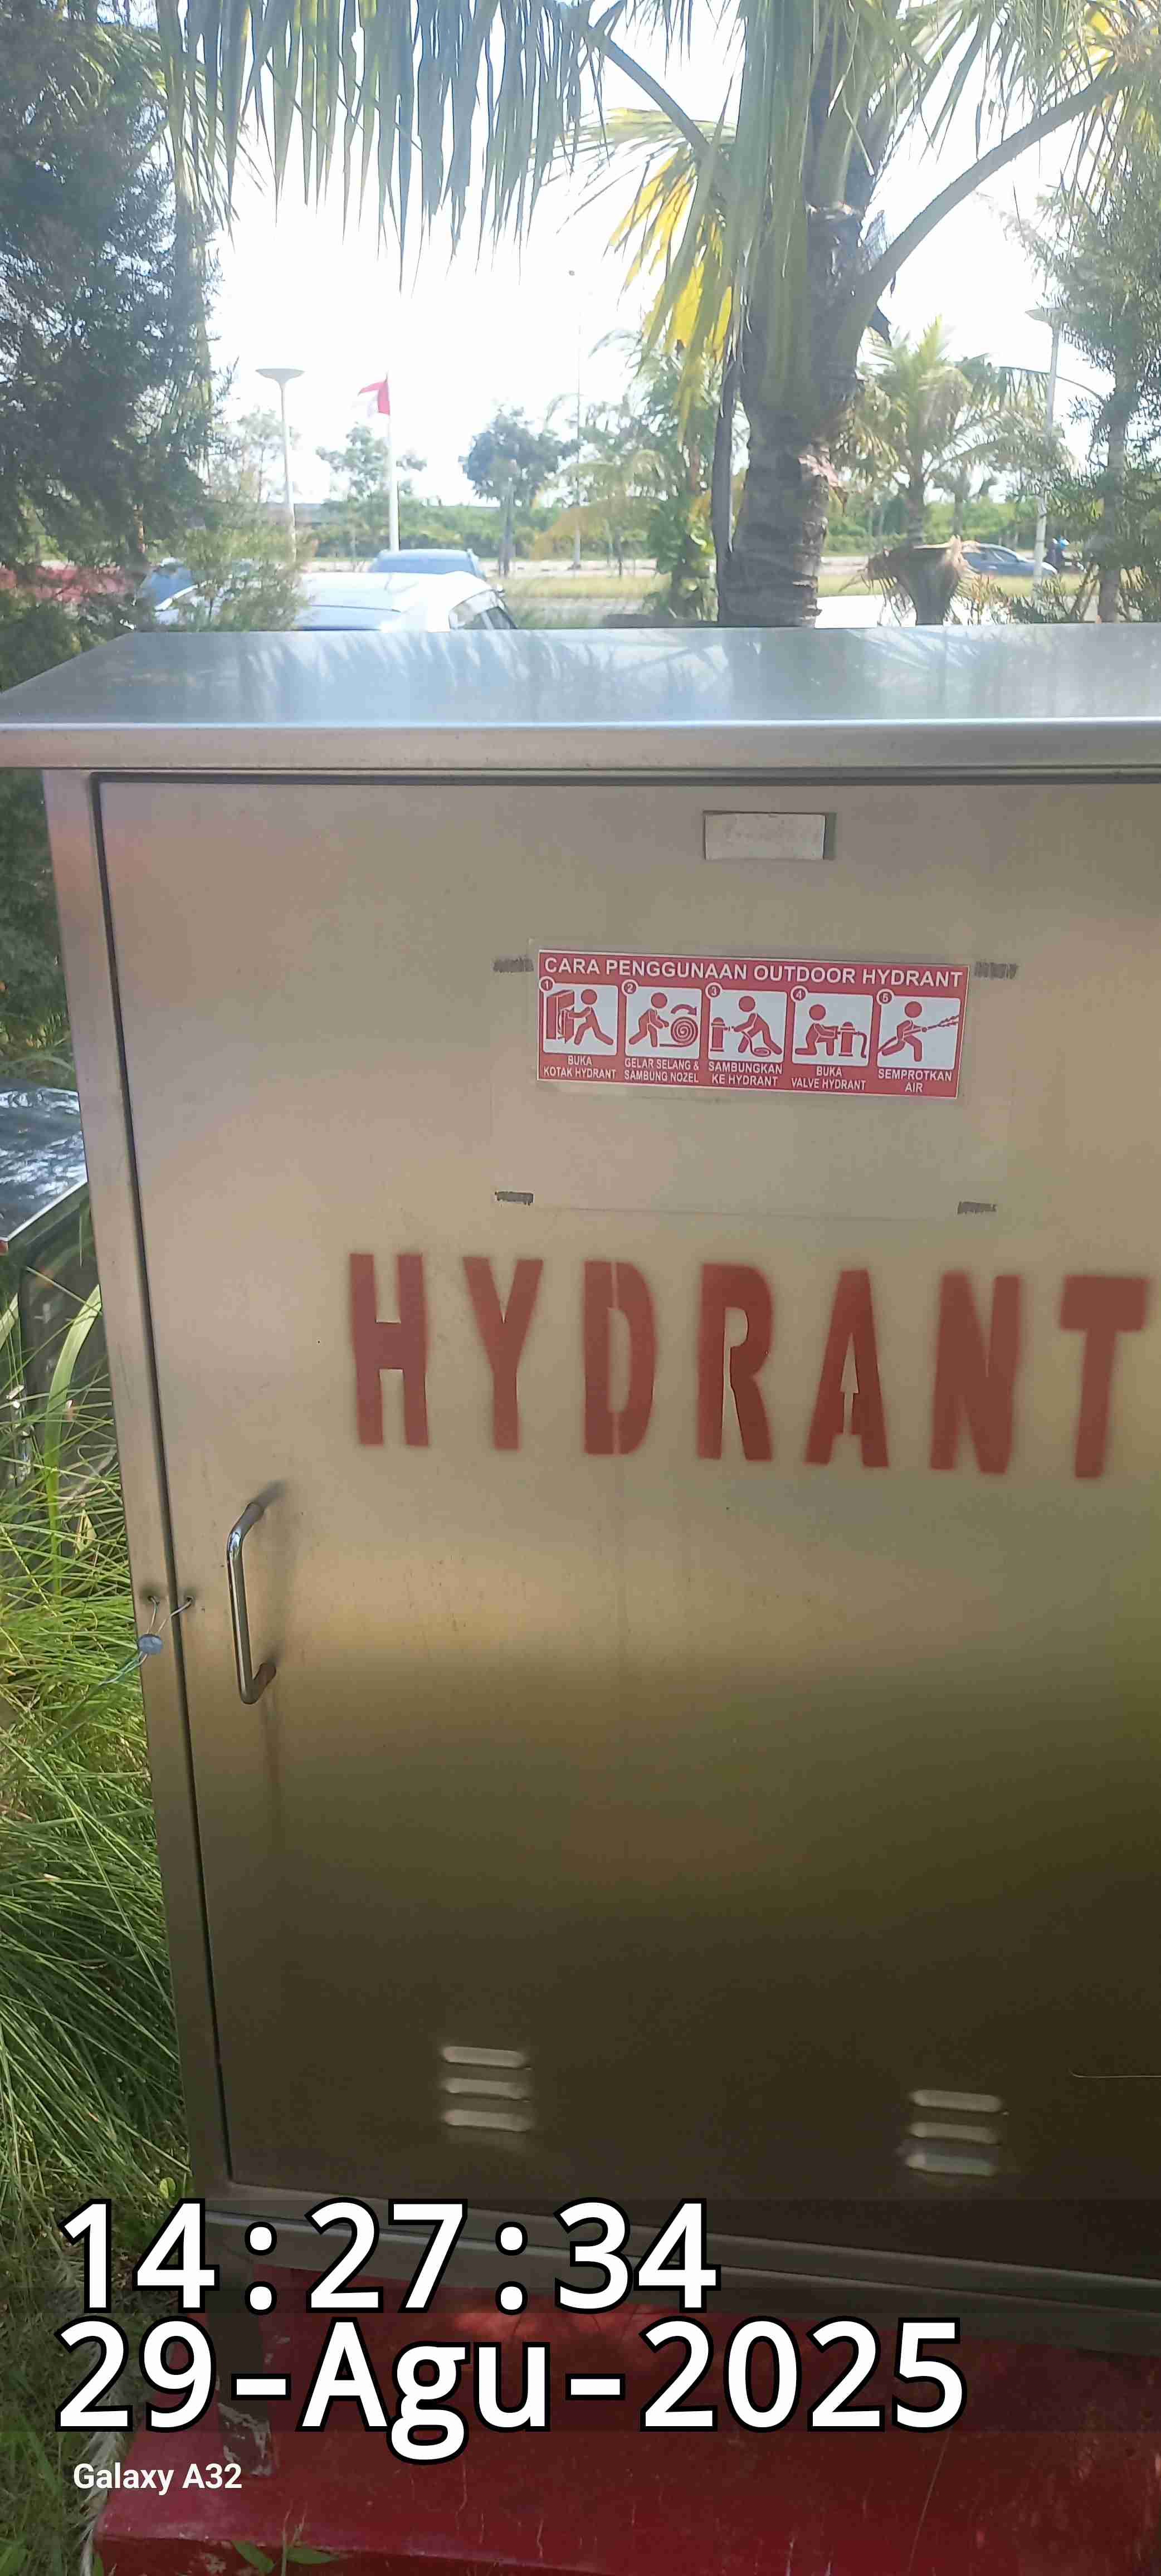 CARA PENGGUNAAN OUTDOOR HYDRANT
1
BUKA
KOTAK HYDRANT
2
GELAR SELANG &
SAMBUNG NOZEL
3
SAMBUNGKAN
KE HYDRANT
4
BUKA
VALVE HYDRANT
5
SEMPROTKAN
AIR
HYDRANT
14:27:34
29-Agu-2025
Galaxy A32